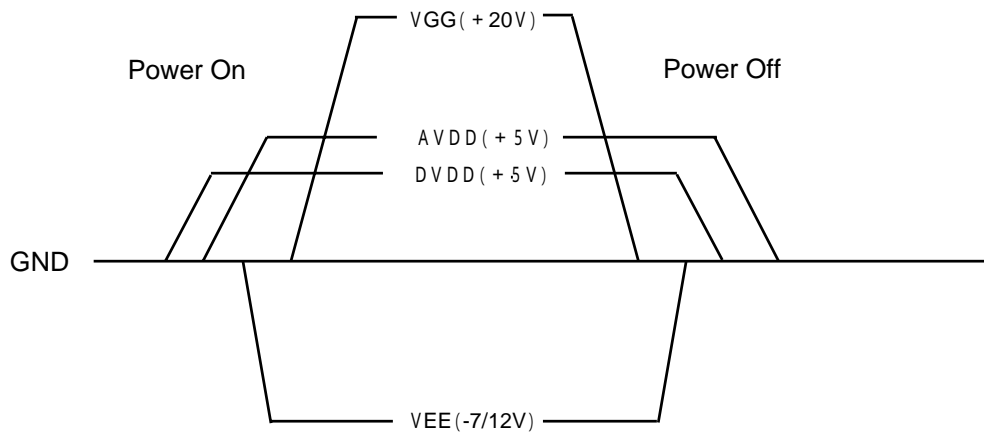 VGG(+20V)
Power On
Power Off
AVDD(+5V)
DVDD(+5V)
GND
VEE(-7/12V)